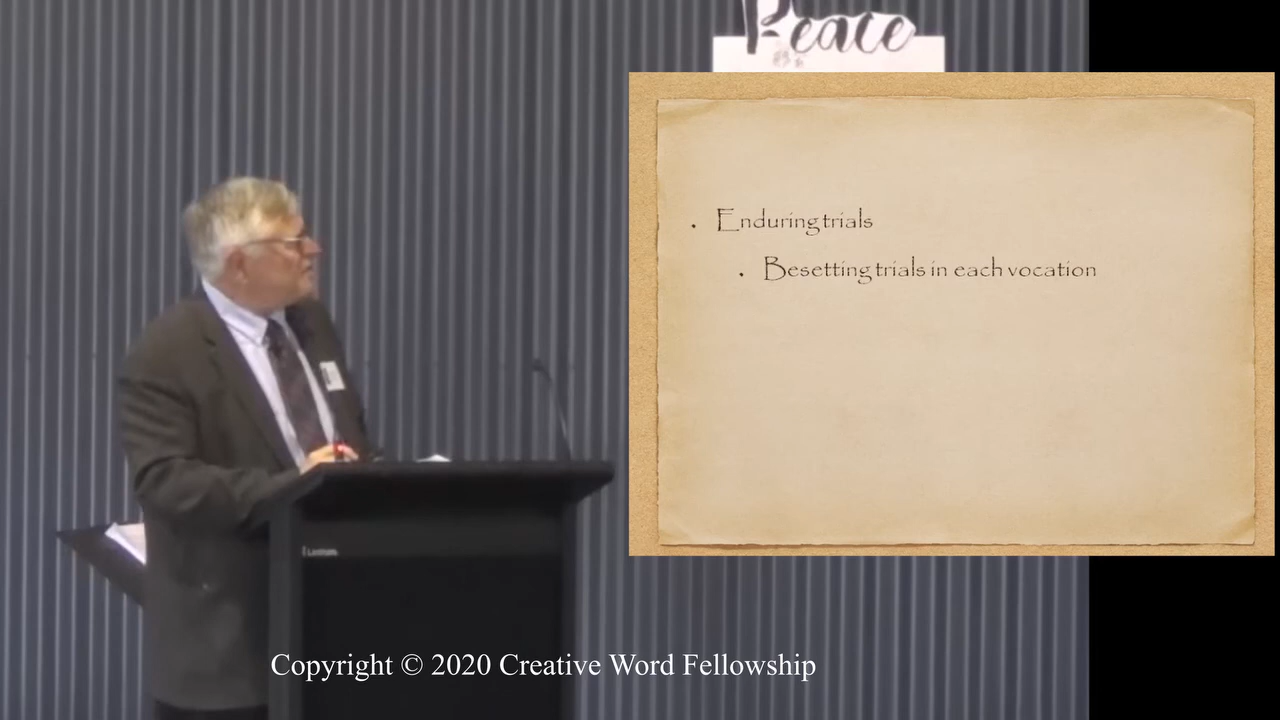 Peace
• Enduring trials
• Besetting trials in each vocation
Copyright © 2020 Creative Word Fellowship